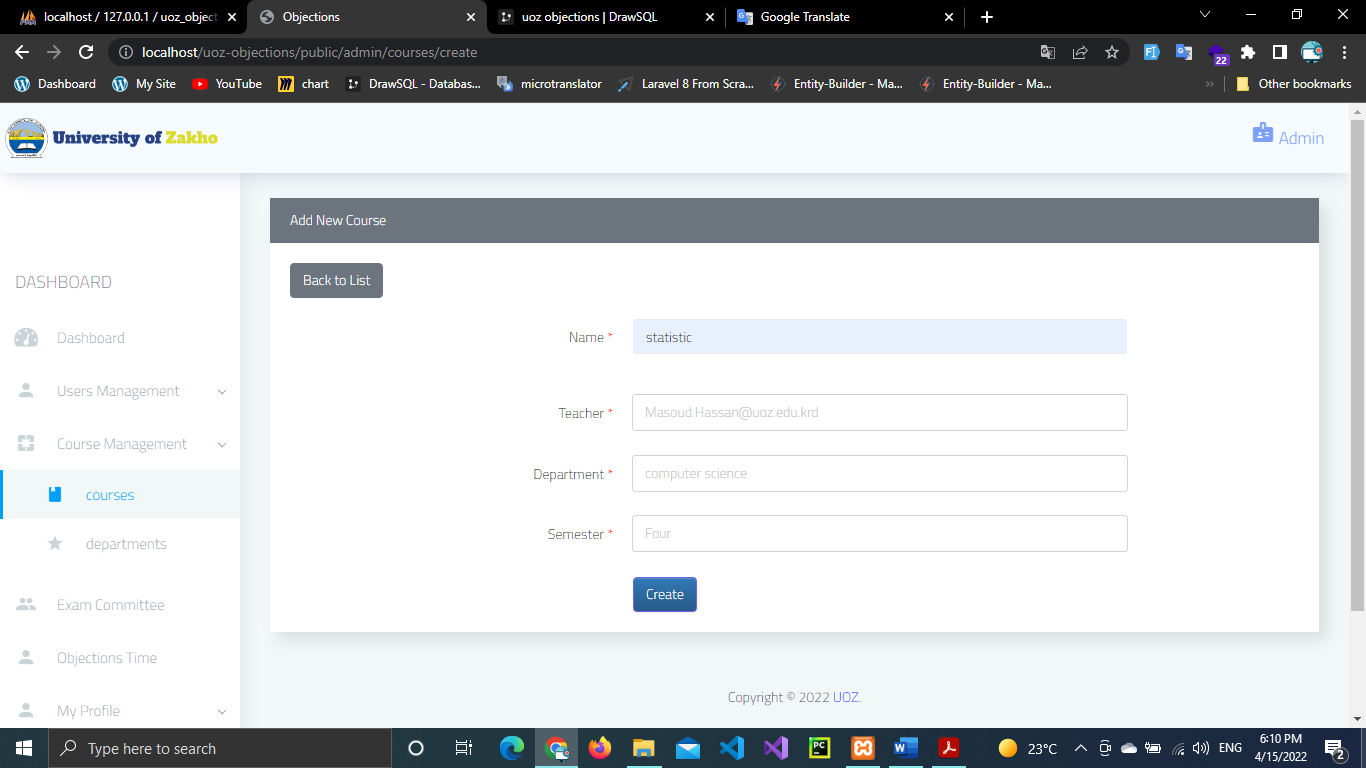 localhost / 127.0.0.1 / uoz_object
Objections
uoz objections | DrawSQL
Google Translate
localhost/uoz-objections/public/admin/courses/create
22
Dashboard
My Site
YouTube
chart
DrawSQL - Databas...
microtranslator
Laravel 8 From Scra...
Entity-Builder - Ma...
Entity-Builder - Ma...
»
Other bookmarks
University of Zakho
Admin
Add New Course
Back to List
DASHBOARD
Dashboard
Users Management
Course Management
courses
departments
Exam Committee
Objections Time
My Profile
Name *
statistic
Teacher *
Masoud.Hassan@uoz.edu.krd
Department *
computer science
Semester *
Four
Create
Copyright © 2022 UOZ.
Type here to search
PC
23°C
ENG
6:10 PM
4/15/2022
2